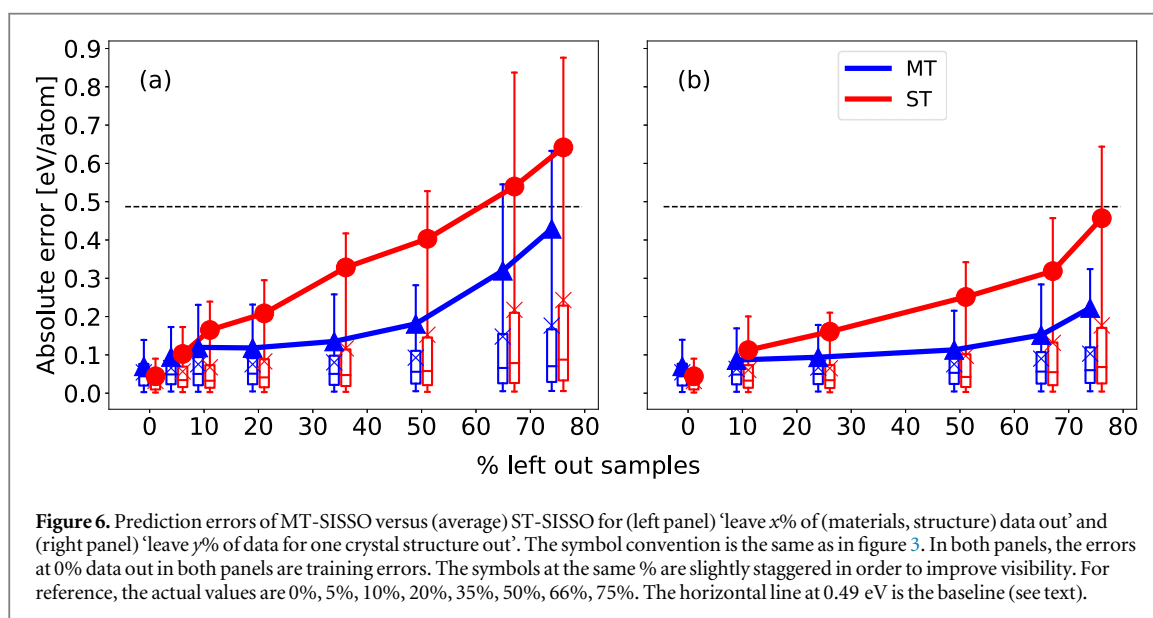 0.9
0.8
0.7
0.6
0.5
0.4
0.3
0.2
0.1
0.0
Absolute error [eV/atom]
(a)
(b)
MT
ST
0 10 20 30 40 50 60 70 80
0 10 20 30 40 50 60 70 80
% left out samples
Figure 6. Prediction errors of MT-SISSO versus (average) ST-SISSO for (left panel) ‘leave x% of (materials, structure) data out’ and
(right panel) ‘leave y% of data for one crystal structure out’. The symbol convention is the same as in figure 3. In both panels, the errors
at 0% data out in both panels are training errors. The symbols at the same % are slightly staggered in order to improve visibility. For
reference, the actual values are 0%, 5%, 10%, 20%, 35%, 50%, 66%, 75%. The horizontal line at 0.49 eV is the baseline (see text).